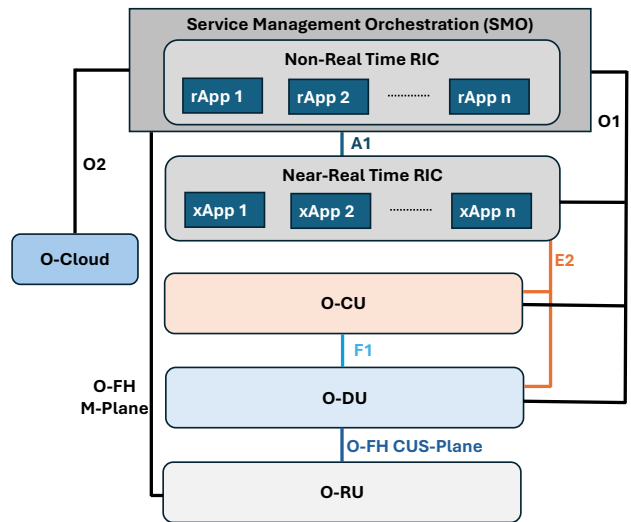 Service Management Orchestration (SMO)
Non-Real Time RIC
rApp 1
rApp 2
.............
rApp n
O1
A1
O2
Near-Real Time RIC
xApp 1
xApp 2
.............
xApp n
O-Cloud
E2
O-CU
F1
O-FH
M-Plane
O-DU
O-FH CUS-Plane
O-RU